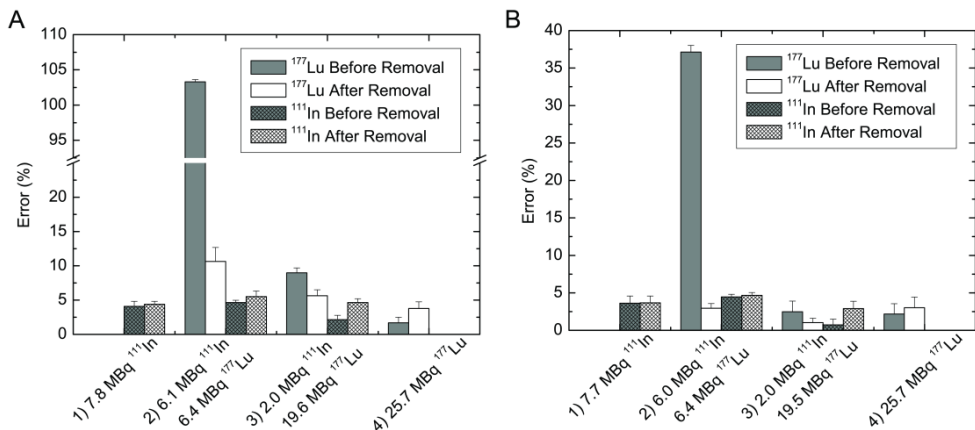 A
Error (%)
103
100
95
20
15
10
5
0
¹⁷⁷Lu Before Removal
¹⁷⁷Lu After Removal
¹¹¹In Before Removal
¹¹¹In After Removal
1) 7.8 MBq ¹¹¹In
2) 6.1 MBq ¹¹¹In
6.4 MBq ¹⁷⁷Lu
3) 2.0 MBq ¹¹¹In
19.6 MBq ¹⁷⁷Lu
4) 25.7 MBq ¹⁷⁷Lu
B
Error (%)
40
35
30
25
20
15
10
5
0
¹⁷⁷Lu Before Removal
¹⁷⁷Lu After Removal
¹¹¹In Before Removal
¹¹¹In After Removal
1) 7.7 MBq ¹¹¹In
2) 6.0 MBq ¹¹¹In
6.4 MBq ¹⁷⁷Lu
3) 2.0 MBq ¹¹¹In
19.5 MBq ¹⁷⁷Lu
4) 25.7 MBq ¹⁷⁷Lu